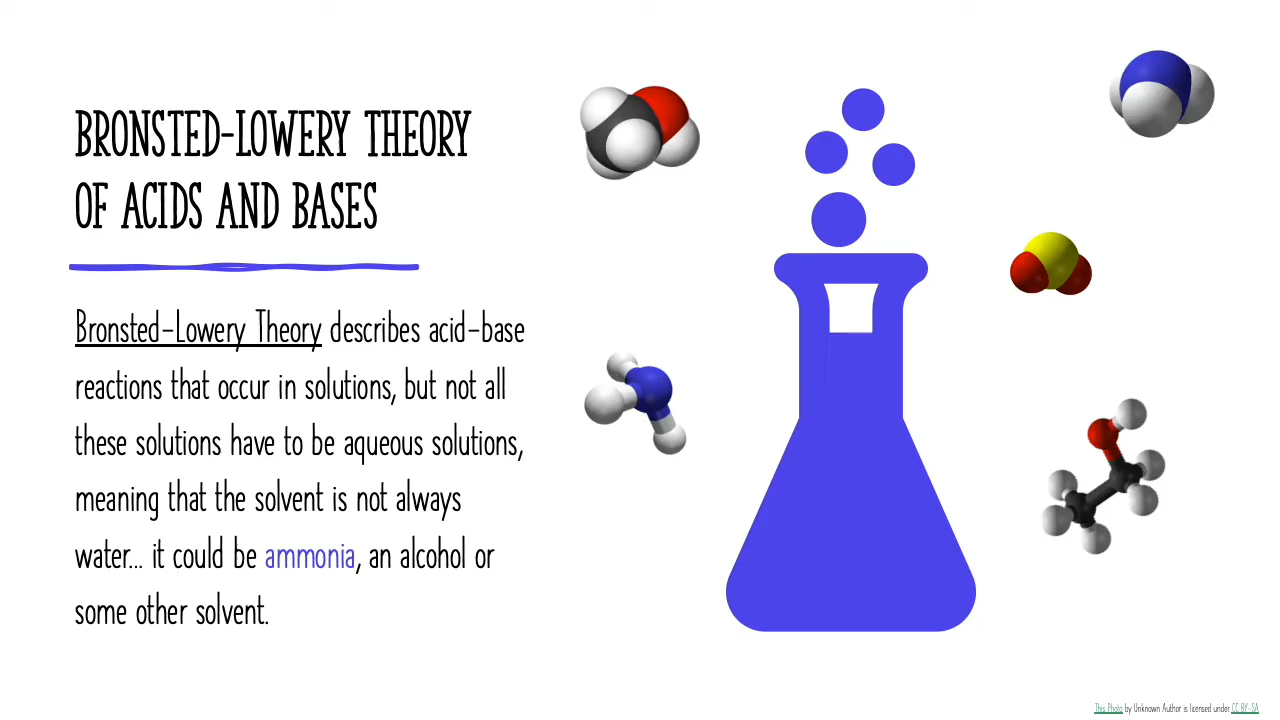 BRONSTED-LOWERY THEORY
OF ACIDS AND BASES
Bronsted-Lowery Theory describes acid-base
reactions that occur in solutions, but not all
these solutions have to be aqueous solutions,
meaning that the solvent is not always
water... it could be ammonia, an alcohol or
some other solvent.
This Photo by Unknown Author is licensed under CC BY-SA